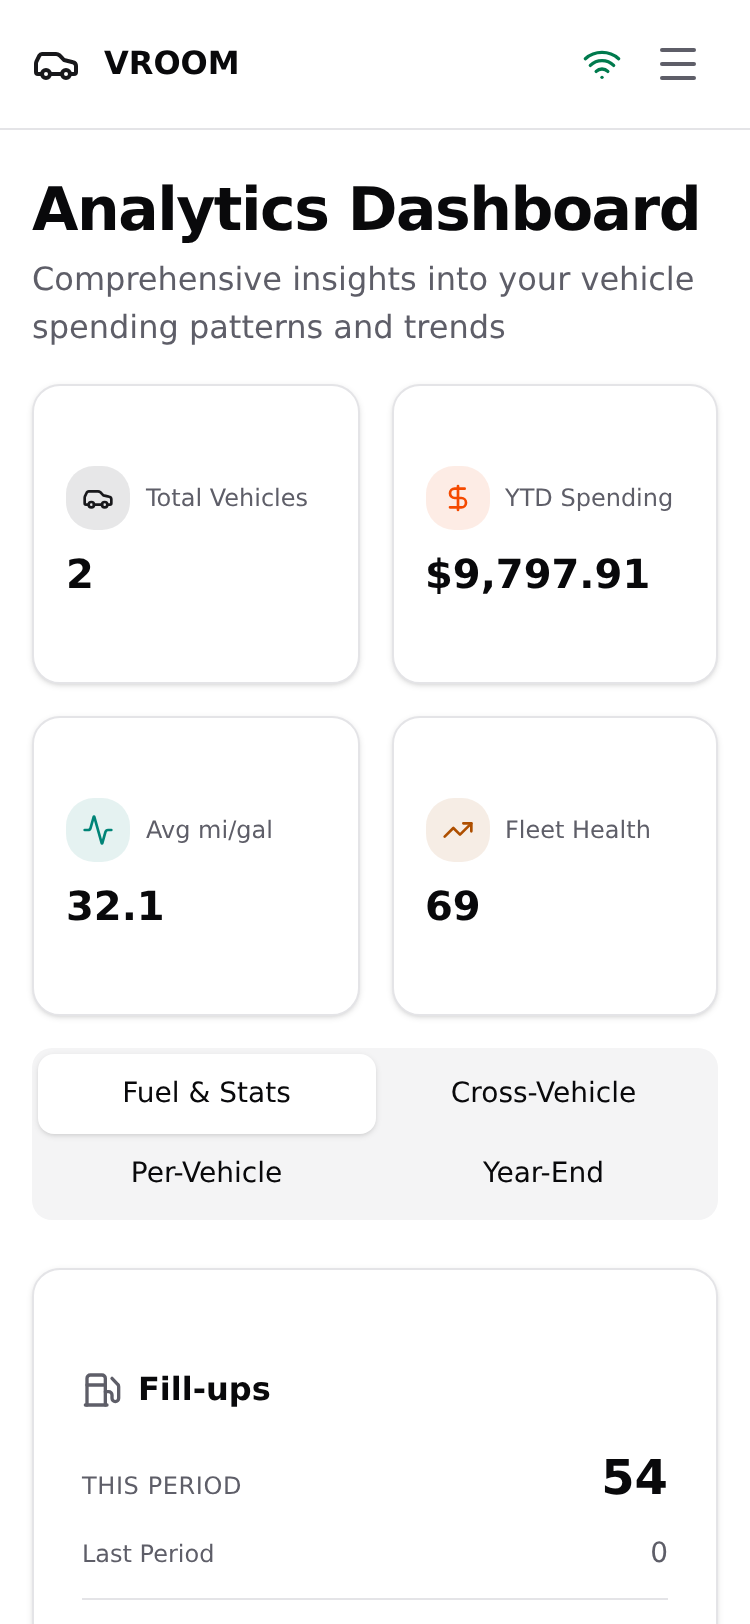 VROOM
Analytics Dashboard
Comprehensive insights into your vehicle
spending patterns and trends
Total Vehicles
2
YTD Spending
$9,797.91
Avg mi/gal
32.1
Fleet Health
69
Fuel & Stats
Cross-Vehicle
Per-Vehicle
Year-End
Fill-ups
THIS PERIOD
54
Last Period
0